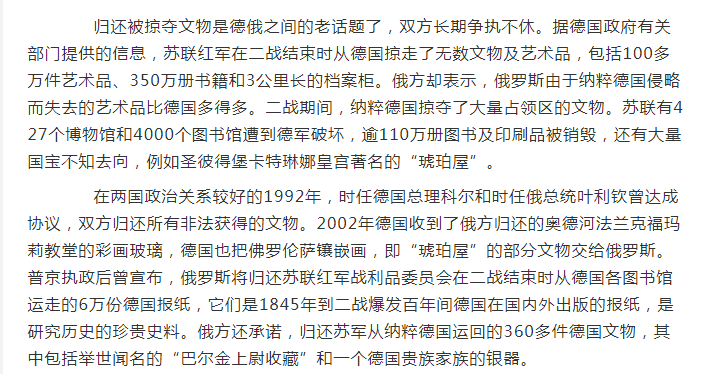 归还被掠夺文物是德俄之间的老话题了，双方长期争执不休。据德国政府有关
部门提供的信息，苏联红军在二战结束时从德国掠走了无数文物及艺术品，包括100多
万件艺术品、350万册书籍和3公里长的档案柜。俄方却表示，俄罗斯由于纳粹德国侵略
而失去的艺术品比德国多得多。二战期间，纳粹德国掠夺了大量占领区的文物。苏联有4
27个博物馆和4000个图书馆遭到德军破坏，逾110万册图书及印刷品被销毁，还有大量
国宝不知去向，例如圣彼得堡卡特琳娜皇宫著名的“琥珀屋”。
在两国政治关系较好的1992年，时任德国总理科尔和时任俄总统叶利钦曾达成
协议，双方归还所有非法获得的文物。2002年德国收到了俄方归还的奥德河法兰克福玛
莉教堂的彩画玻璃，德国也把佛罗伦萨镶嵌画，即“琥珀屋”的部分文物交给俄罗斯。
普京执政后曾宣布，俄罗斯将归还苏联红军战利品委员会在二战结束时从德国各图书馆
运走的6万份德国报纸，它们是1845年到二战爆发百年间德国在国内外出版的报纸，是
研究历史的珍贵史料。俄方还承诺，归还苏军从纳粹德国运回的360多件德国文物，其
中包括举世闻名的“巴尔金上尉收藏”和一个德国贵族家族的银器。